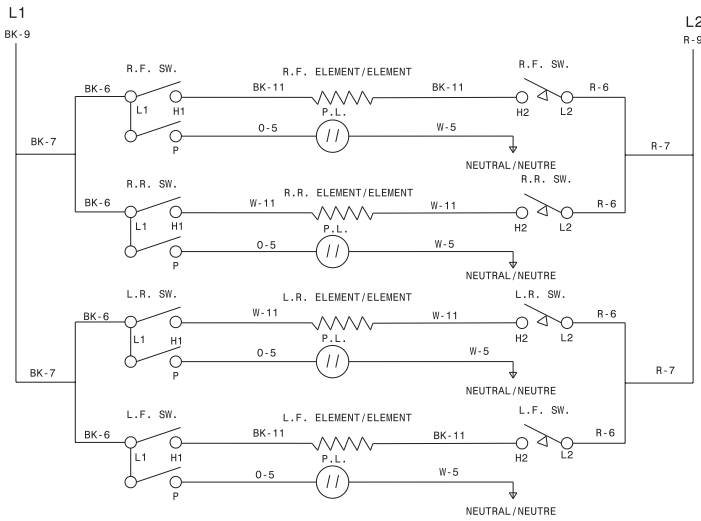 L1
L2
BK-9
R-9
R.F. SW.
R.F. ELEMENT/ELEMENT
R.F. SW.
BK-6
BK-11
BK-11
R-6
L1
H1
P.L.
H2
L2
O-5
W-5
BK-7
R-7
P
NEUTRAL/NEUTRE
R.R. SW.
R.R. ELEMENT/ELEMENT
R.R. SW.
BK-6
W-11
W-11
R-6
L1
H1
P.L.
H2
L2
O-5
W-5
P
NEUTRAL/NEUTRE
L.R. SW.
L.R. ELEMENT/ELEMENT
L.R. SW.
BK-6
W-11
W-11
R-6
L1
H1
P.L.
H2
L2
O-5
W-5
BK-7
R-7
P
NEUTRAL/NEUTRE
L.F. SW.
L.F. ELEMENT/ELEMENT
L.F. SW.
BK-6
BK-11
BK-11
R-6
L1
H1
P.L.
H2
L2
O-5
W-5
P
NEUTRAL/NEUTRE